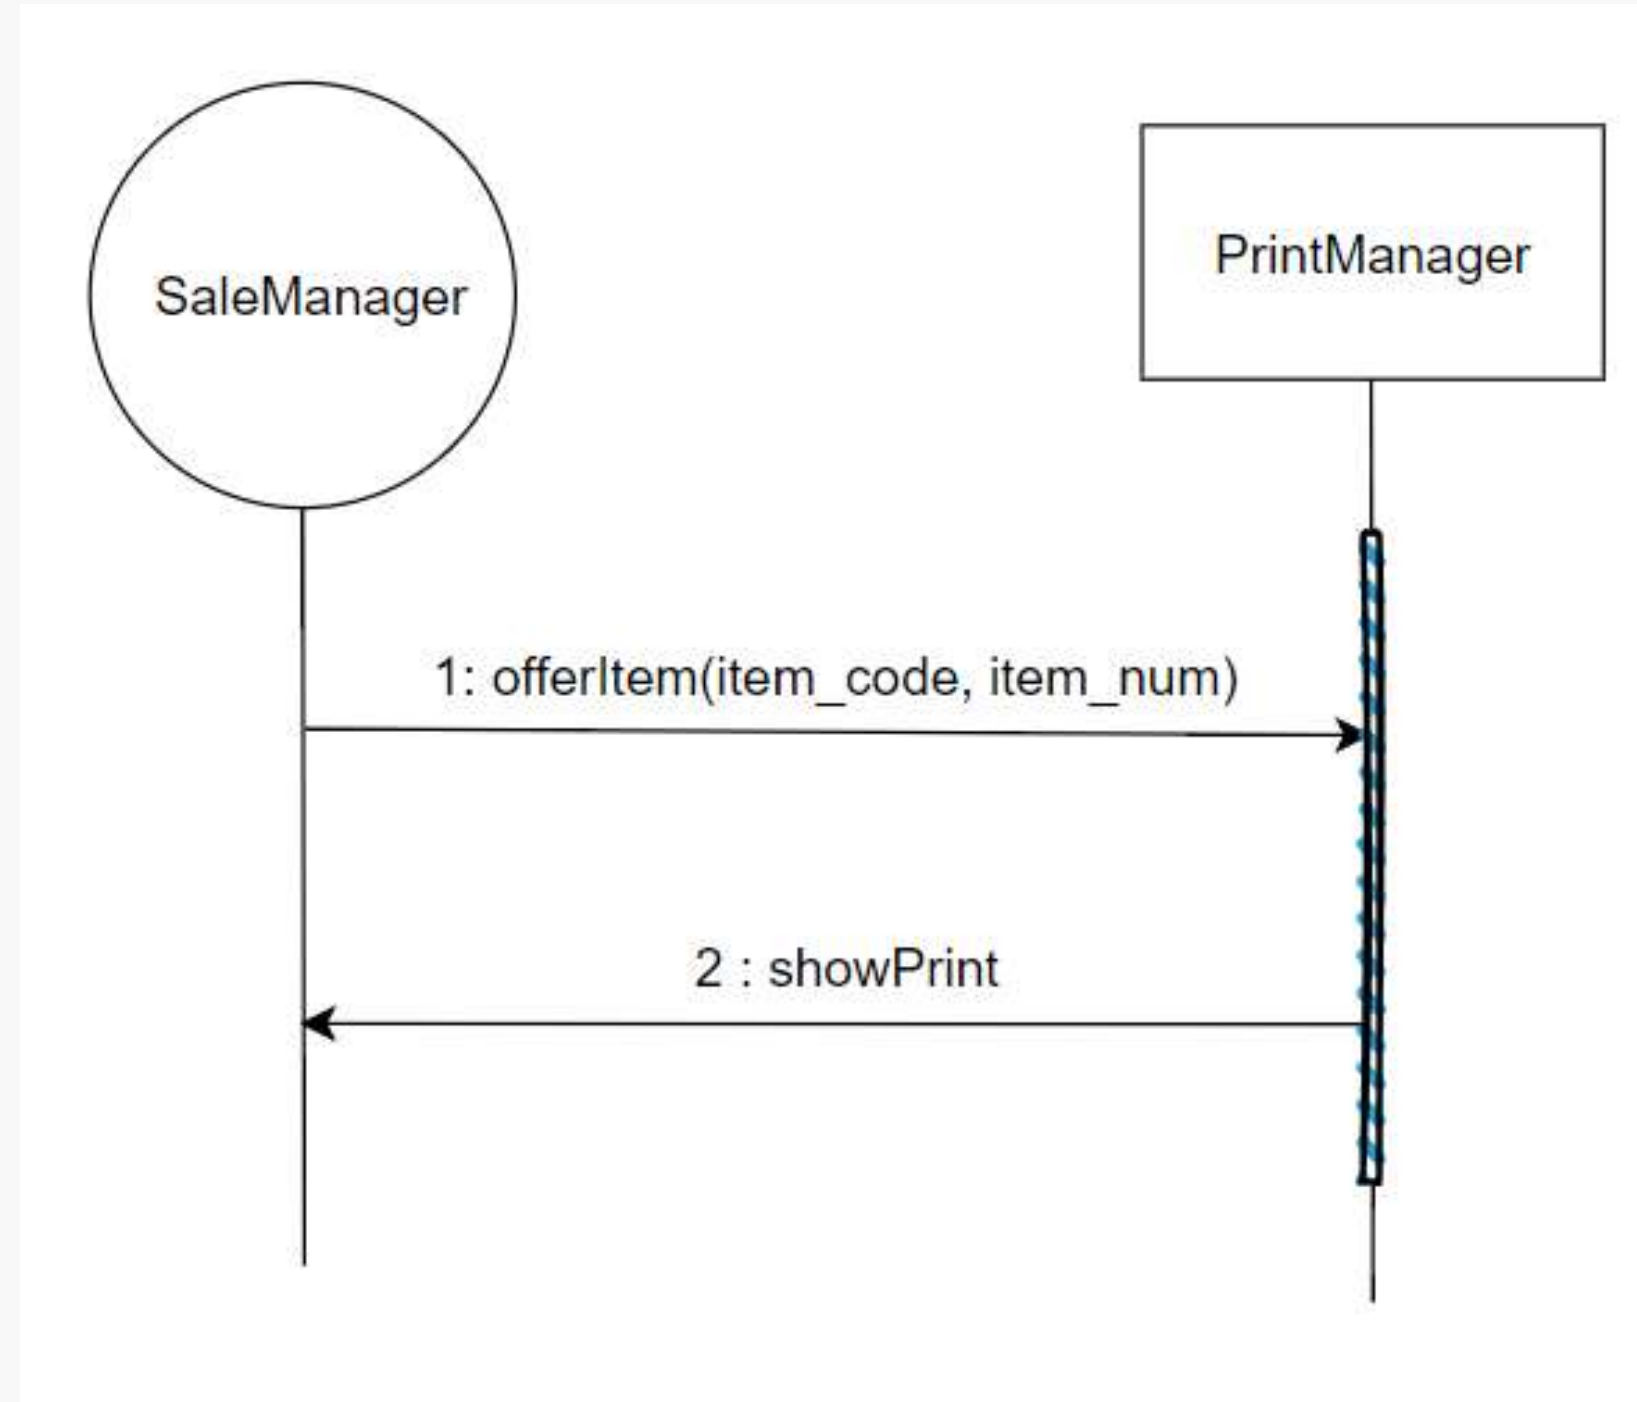 SaleManager
PrintManager
1: offerItem(item_code, item_num)
2 : showPrint